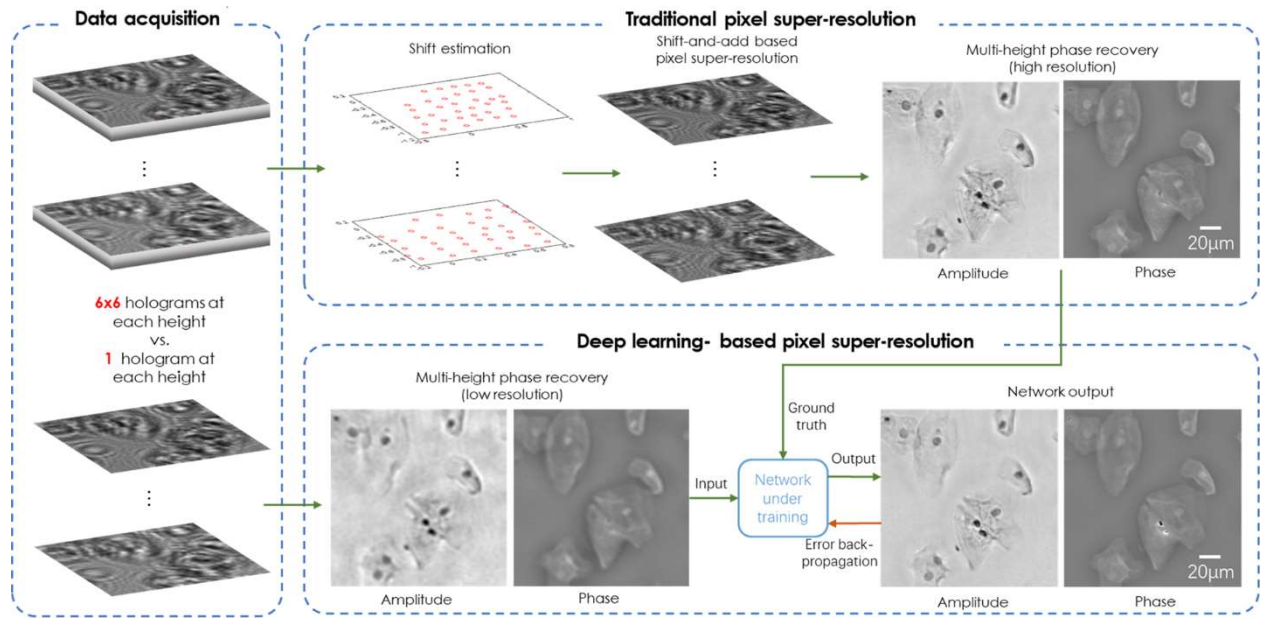 Data acquisition
6x6 holograms at
each height
vs.
1 hologram at
each height
Traditional pixel super-resolution
Shift estimation
Shift-and-add based
pixel super-resolution
Multi-height phase recovery
(high resolution)
20μm
Amplitude
Phase
Deep learning- based pixel super-resolution
Multi-height phase recovery
(low resolution)
Amplitude
Phase
Input
Ground
truth
Network
under
training
Output
Error back-
propagation
Network output
20μm
Amplitude
Phase